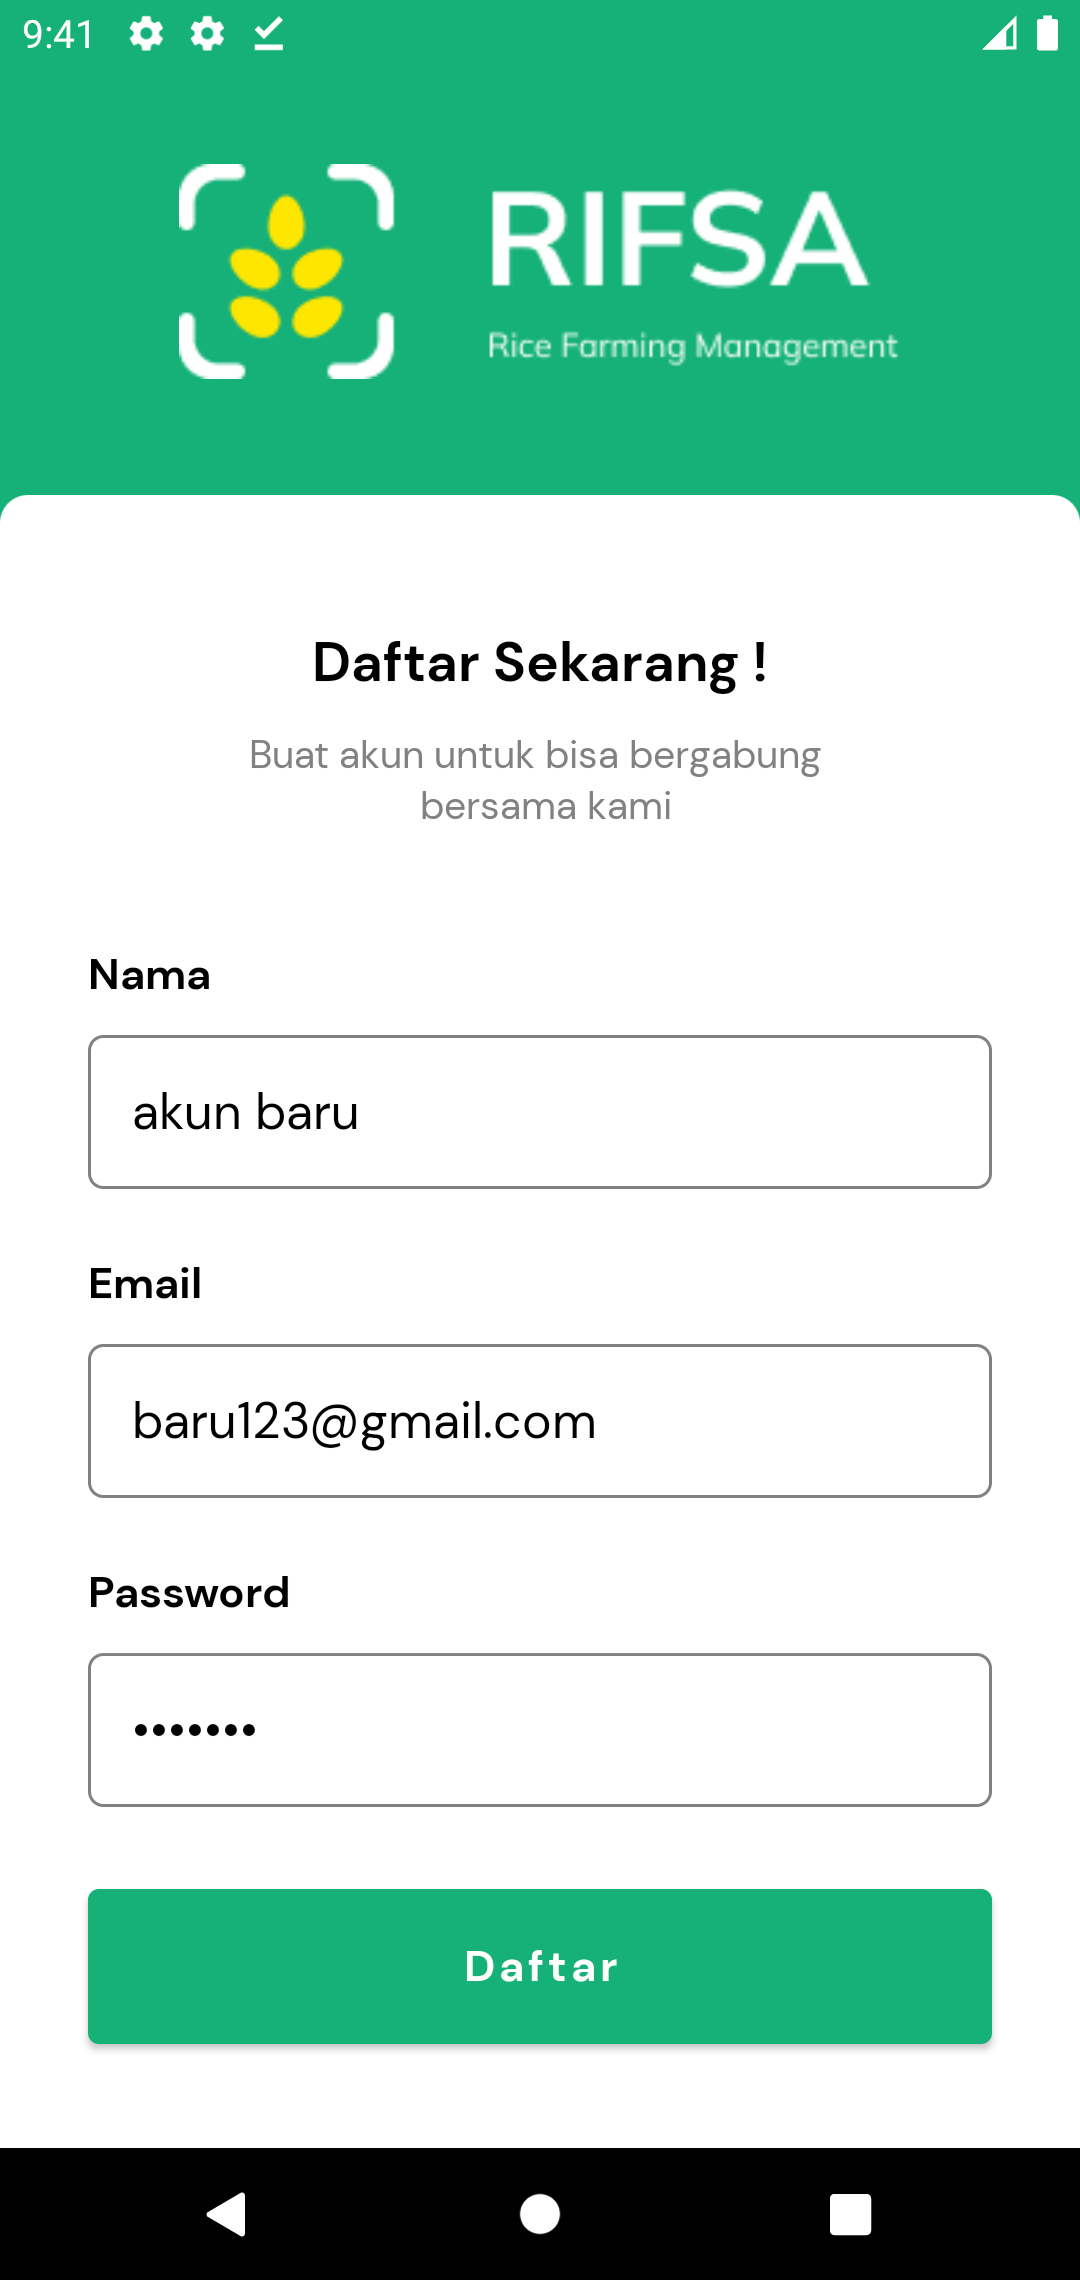 9:41
RIFSA
Rice Farming Management
Daftar Sekarang !
Buat akun untuk bisa bergabung
bersama kami
Nama
akun baru
Email
baru123@gmail.com
Password
•••••••
Daftar